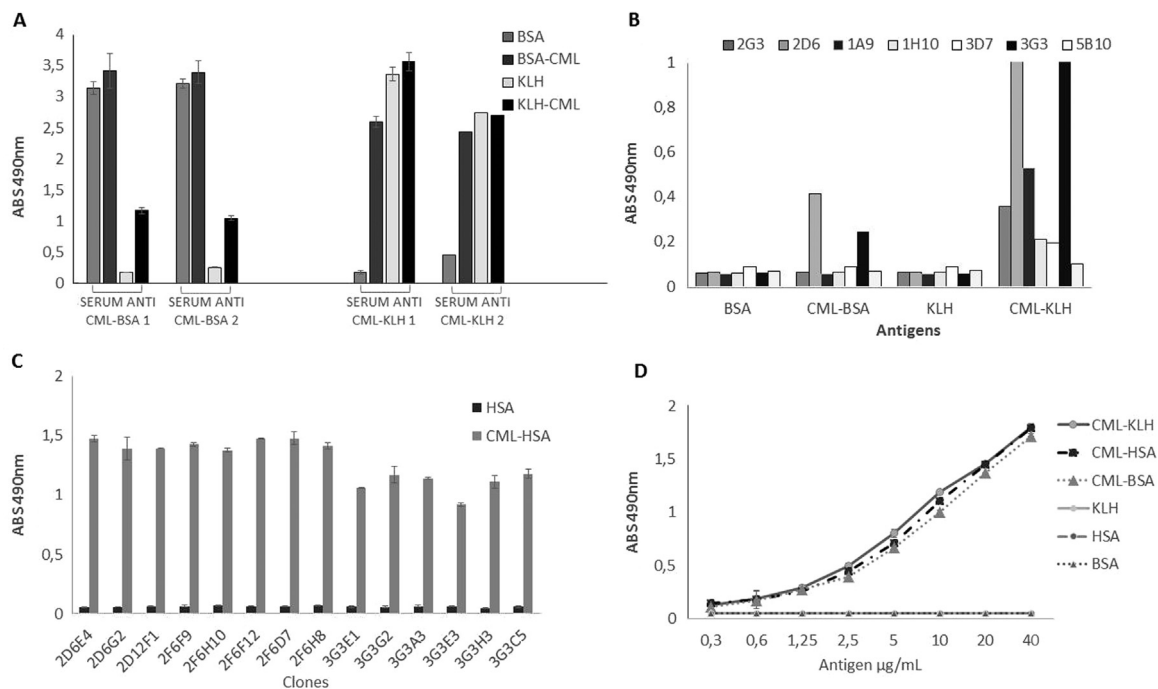 A
4
3,5
3
2,5
2
1,5
1
0,5
0
ABS490nm
BSA
BSA-CML
KLH
KLH-CML
SERUM ANTI
CML-BSA 1
SERUM ANTI
CML-BSA 2
SERUM ANTI
CML-KLH 1
SERUM ANTI
CML-KLH 2
B
2G3 2D6 1A9 1H10 3D7 3G3 5B10
1
0,8
0,6
0,4
0,2
0
ABS490nm
BSA CML-BSA KLH CML-KLH
Antigens
C
2
1,5
1
0,5
0
ABS490nm
HSA
CML-HSA
2D6E4 2D6G2 2D12F1 2F6F9 2F6H10 2F6F12 2F6D7 2F6H8 3G3E1 3G3G2 3G3A3 3G3E3 3G3H3 3G3C5
Clones
D
2
1,5
1
0,5
0
ABS490nm
CML-KLH
CML-HSA
CML-BSA
KLH
HSA
BSA
0,3 0,6 1,25 2,5 5 10 20 40
Antigen µg/mL